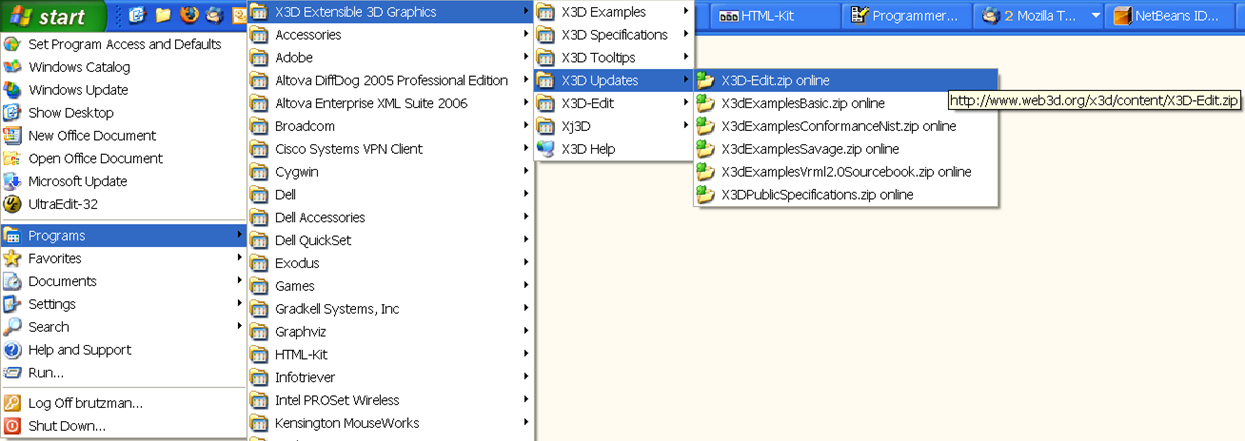 start
HTML-Kit
Programmer...
2 Mozilla T...
NetBeans ID...
Set Program Access and Defaults
Windows Catalog
Windows Update
Show Desktop
New Office Document
Open Office Document
Microsoft Update
UltraEdit-32
Programs
Favorites
Documents
Settings
Search
Help and Support
Run...
Log Off brutzman...
Shut Down...
X3D Extensible 3D Graphics
Accessories
Adobe
Altova DiffDog 2005 Professional Edition
Altova Enterprise XML Suite 2006
Broadcom
Cisco Systems VPN Client
Cygwin
Dell
Dell Accessories
Dell QuickSet
Exodus
Games
Gradkell Systems, Inc
Graphviz
HTML-Kit
Infotriever
Intel PROSet Wireless
Kensington MouseWorks
X3D Examples
X3D Specifications
X3D Tooltips
X3D Updates
X3D-Edit
Xj3D
X3D Help
X3D-Edit.zip online
X3dExamplesBasic.zip online
X3dExamplesConformanceNist.zip online
X3dExamplesSavage.zip online
X3dExamplesVrml2.0Sourcebook.zip online
X3DPublicSpecifications.zip online
http://www.web3d.org/x3d/content/X3D-Edit.zip